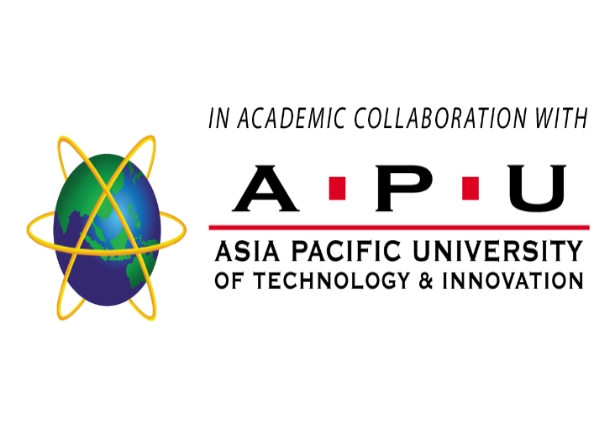 IN ACADEMIC COLLABORATION WITH
A·P·U
ASIA PACIFIC UNIVERSITY
OF TECHNOLOGY & INNOVATION